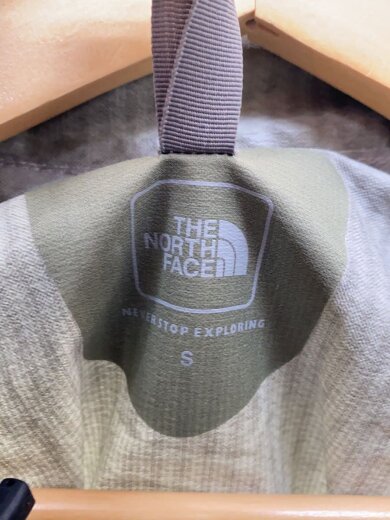 THE
NORTH
FACE
NEVER STOP EXPLORING
S